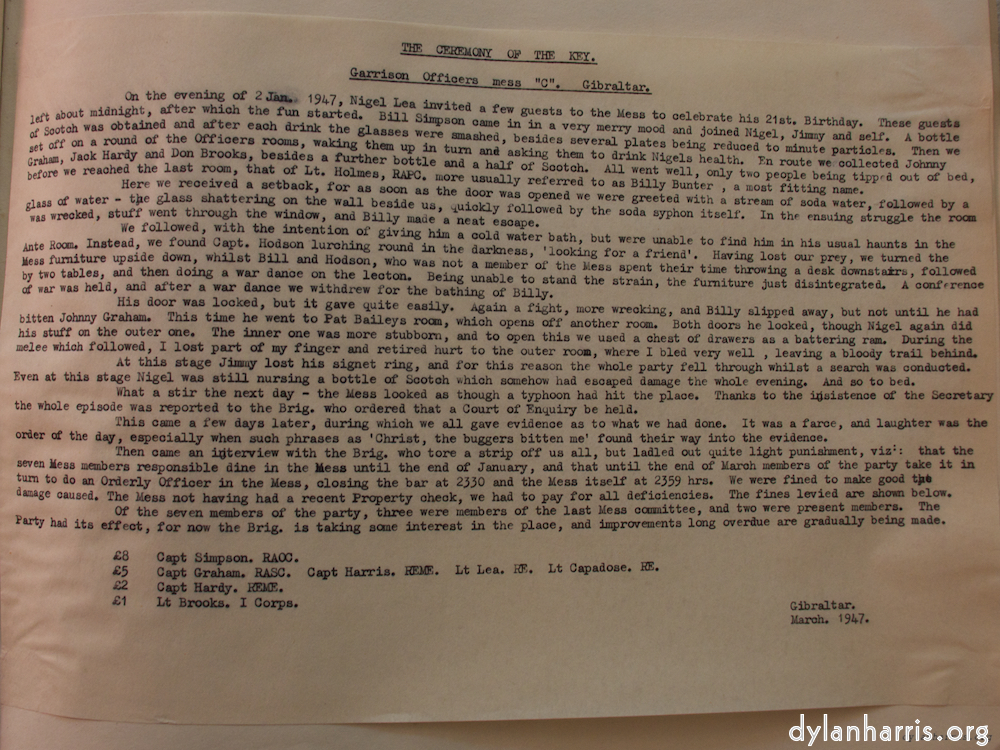 THE CEREMONY OF THE KEY.
Garrison Officers mess "C". Gibraltar.
On the evening of 2 Jan. 1947, Nigel Lea invited a few guests to the Mess to celebrate his 21st. Birthday. These guests
left about midnight, after which the fun started. Bill Simpson came in in a very merry mood and joined Nigel, Jimmy and self. A bottle
of Scotch was obtained and after each drink the glasses were smashed, besides several plates being reduced to minute particles. Then we
set off on a round of the Officers rooms, waking them up in turn and asking them to drink Nigels health. En route we collected Johnny
Graham, Jack Hardy and Don Brooks, besides a further bottle and a half of Scotch. All went well, only two people being tipped out of bed,
before we reached the last room, that of Lt. Holmes, RAPC. more usually referred to as Billy Bunter , a most fitting name.
Here we received a setback, for as soon as the door was opened we were greeted with a stream of soda water, followed by a
glass of water - the glass shattering on the wall beside us, quickly followed by the soda syphon itself. In the ensuing struggle the room
was wrecked, stuff went through the window, and Billy made a neat escape.
We followed, with the intention of giving him a cold water bath, but were unable to find him in his usual haunts in the
Ante Room. Instead, we found Capt. Hodson lurching round in the darkness, 'looking for a friend'. Having lost our prey, we turned the
Mess furniture upside down, whilst Bill and Hodson, who was not a member of the Mess spent their time throwing a desk downstairs, followed
by two tables, and then doing a war dance on the lecton. Being unable to stand the strain, the furniture just disintegrated. A conference
of war was held, and after a war dance we withdrew for the bathing of Billy.
His door was locked, but it gave quite easily. Again a fight, more wrecking, and Billy slipped away, but not until he had
bitten Johnny Graham. This time he went to Pat Baileys room, which opens off another room. Both doors he locked, though Nigel again did
his stuff on the outer one. The inner one was more stubborn, and to open this we used a chest of drawers as a battering ram. During the
melee which followed, I lost part of my finger and retired hurt to the outer room, where I bled very well , leaving a bloody trail behind.
At this stage Jimmy lost his signet ring, and for this reason the whole party fell through whilst a search was conducted.
Even at this stage Nigel was still nursing a bottle of Scotch which somehow had escaped damage the whole evening. And so to bed.
What a stir the next day - the Mess looked as though a typhoon had hit the place. Thanks to the insistence of the Secretary
the whole episode was reported to the Brig. who ordered that a Court of Enquiry be held.
This came a few days later, during which we all gave evidence as to what we had done. It was a farce, and laughter was the
order of the day, especially when such phrases as 'Christ, the buggers bitten me' found their way into the evidence.
Then came an interview with the Brig. who tore a strip off us all, but ladled out quite light punishment, viz': that the
seven Mess members responsible dine in the Mess until the end of January, and that until the end of March members of the party take it in
turn to do an Orderly Officer in the Mess, closing the bar at 2330 and the Mess itself at 2359 hrs. We were fined to make good the
damage caused. The Mess not having had a recent Property check, we had to pay for all deficiencies. The fines levied are shown below.
Of the seven members of the party, three were members of the last Mess committee, and two were present members. The
Party had its effect, for now the Brig. is taking some interest in the place, and improvements long overdue are gradually being made.
£8 Capt Simpson. RAOC.
£5 Capt Graham. RASC. Capt Harris. REME. Lt Lea. RE. Lt Capadose. RE.
£2 Capt Hardy. REME.
£1 Lt Brooks. I Corps.
Gibraltar.
March. 1947.
dylanharris.org